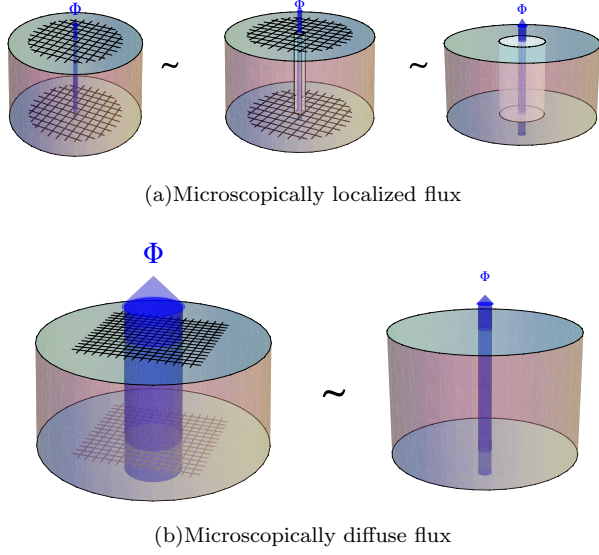 Φ Φ Φ
~ ~
(a)Microscopically localized flux
Φ Φ
~
(b)Microscopically diffuse flux